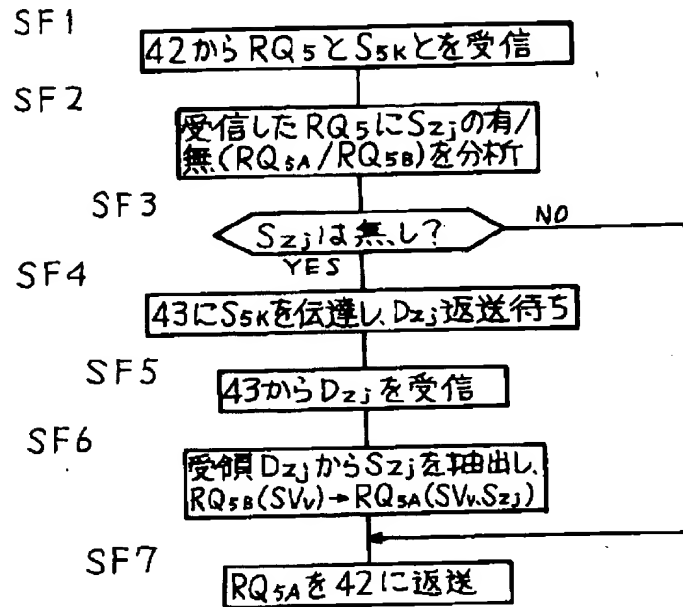 SF1
42からRQ5とS5Kとを受信
SF2
受信したRQ5にSzjの有/
無(RQ5A/RQ5B)を分析
SF3
Szjは無し?
NO
YES
SF4
43にS5Kを伝達し、Dzj返送待ち
SF5
43からDzjを受信
SF6
受領DzjからSzjを抽出し、
RQ5B(SVv)→RQ5A(SVv.Szj)
SF7
RQ5Aを42に返送